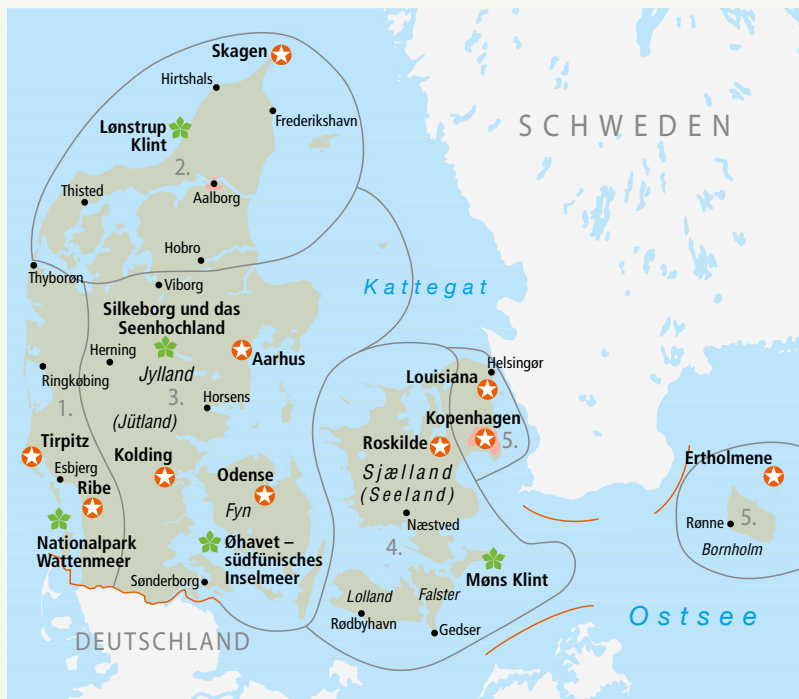 Skagen
Hirtshals
Frederikshavn
Lønstrup
Klint
2.
SCHWEDEN
Aalborg
Thisted
Hobro
Thyborøn
Viborg
Kattegat
Silkeborg und das
Seenhochland
Herning
Aarhus
Jylland
Ringkøbing
Horsens
3.
1.
(Jütland)
Helsingør
Louisiana
Kopenhagen
5.
Roskilde
Tirpitz
Esbjerg
Kolding
Ribe
Odense
Fyn
Sjælland
(Seeland)
Næstved
Ertholmene
Rønne
5.
Bornholm
Nationalpark
Wattenmeer
Øhavet –
südfünisches
Inselmeer
4.
Møns Klint
Sønderborg
Lolland
Falster
Rødbyhavn
Gedser
Ostsee
DEUTSCHLAND